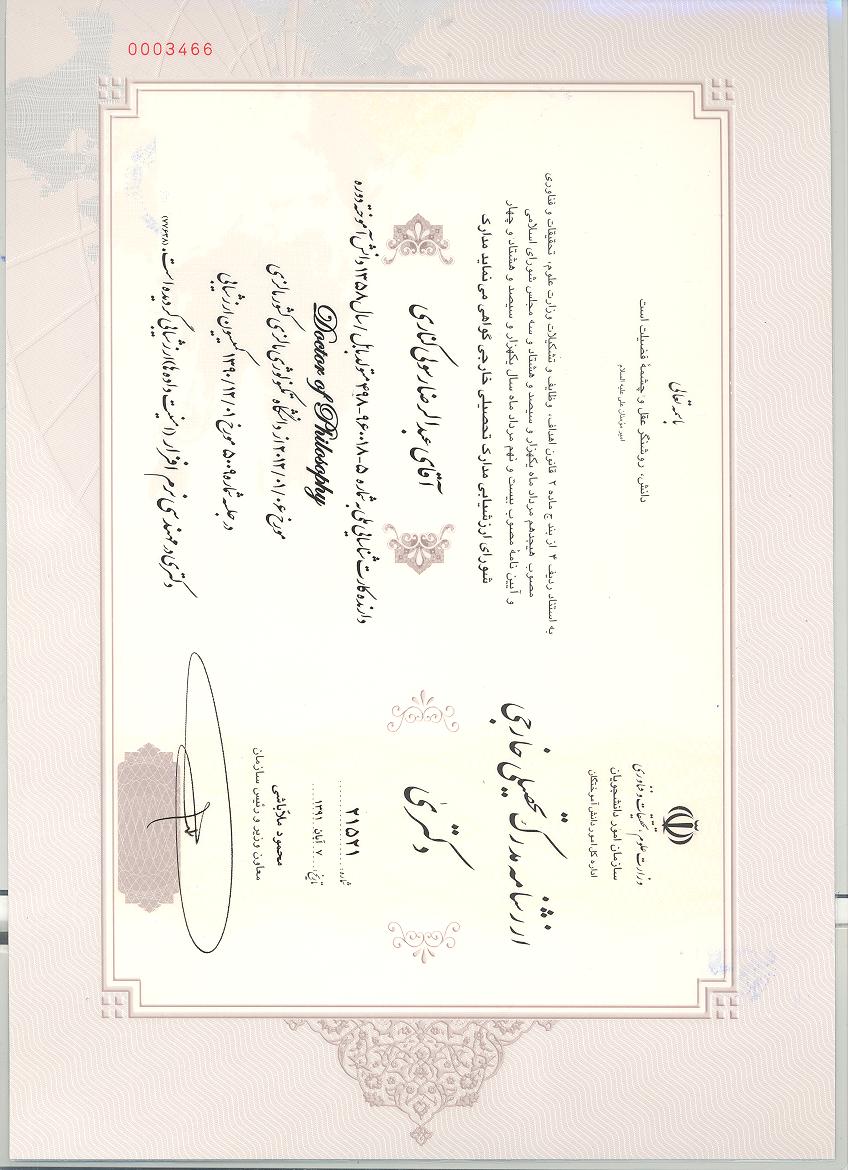 وزارت علوم، تحقیقات و فناوری
سازمان امور دانشجویان
اداره کل امور دانش آموختگان
ارزشنامه مدرک تحصیلی خارجی
دکتری
شماره: ۲۱۵۲۱
تاریخ: ۷ آبان ۱۳۹۱
محمود ملاباشی
معاون وزیر و رئیس سازمان
باسمه تعالی
دانش، روشنگر عقل و چشمهٔ فضیلت است
امیر مؤمنان علی علیه السلام
به استناد ردیف ۴ از بند ج ماده ۲ قانون اهداف، وظایف و تشکیلات وزارت علوم، تحقیقات و فناوری
مصوب هیجدهم مرداد ماه یکهزار و سیصد و هشتاد و سه مجلس شورای اسلامی
و آیین نامهٔ مصوب بیست و نهم مرداد ماه سال یکهزار و سیصد و هشتاد و چهار
شورای ارزشیابی مدارک تحصیلی خارجی گواهی می نماید مدارک
آقای عبدالرضا رسولی کناری
دارنده کارت شناسایی ملی به شماره ۵-۹۶۰۰۱۸-۴۹۸ متولد بابل / سال ۱۳۵۸ دانش آموخته دوره
Doctor of Philosophy
مورخ ۲۰۱۲/۰۱/۰۶ از دانشگاه تکنولوژی مالزی کشور مالزی
در جلسه شماره ۵۰۰۹ مورخ ۱۳۹۰/۱۲/۰۱ کمیسیون ارزشیابی
دکتری در مهندسی نرم افزار (امنیت داده ها) ارزشیابی گردیده است. (۷۷۶۳۸)
0003466